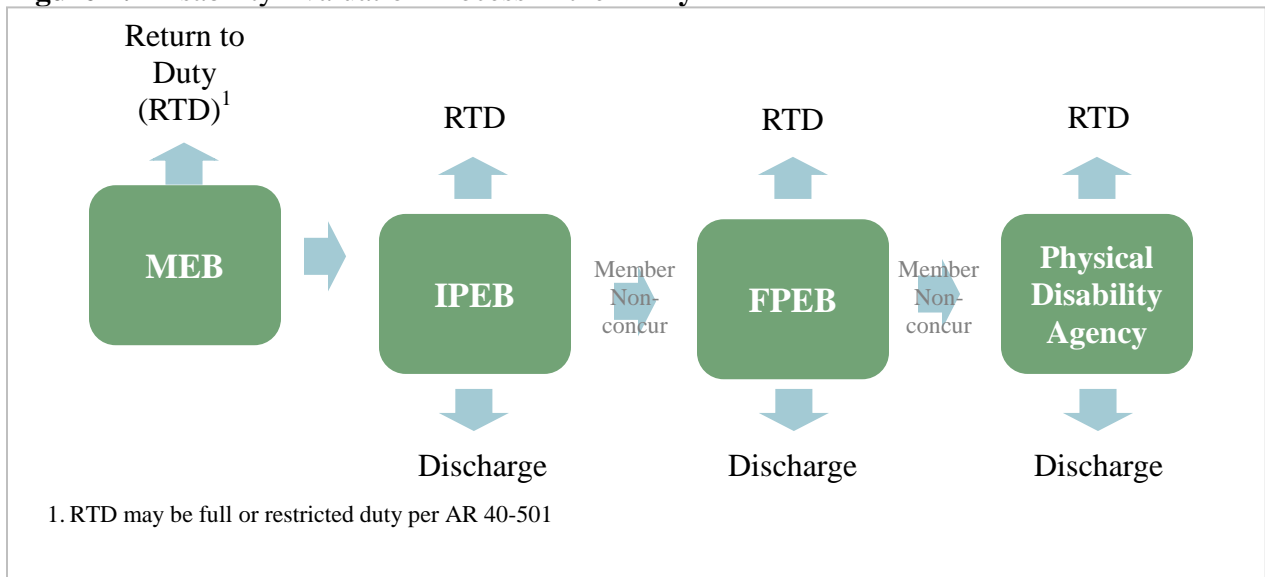 Return to
Duty
(RTD)1
RTD
RTD
RTD
MEB
IPEB
Member
Non-
concur
FPEB
Member
Non-
concur
Physical
Disability
Agency
Discharge
Discharge
Discharge
1. RTD may be full or restricted duty per AR 40-501